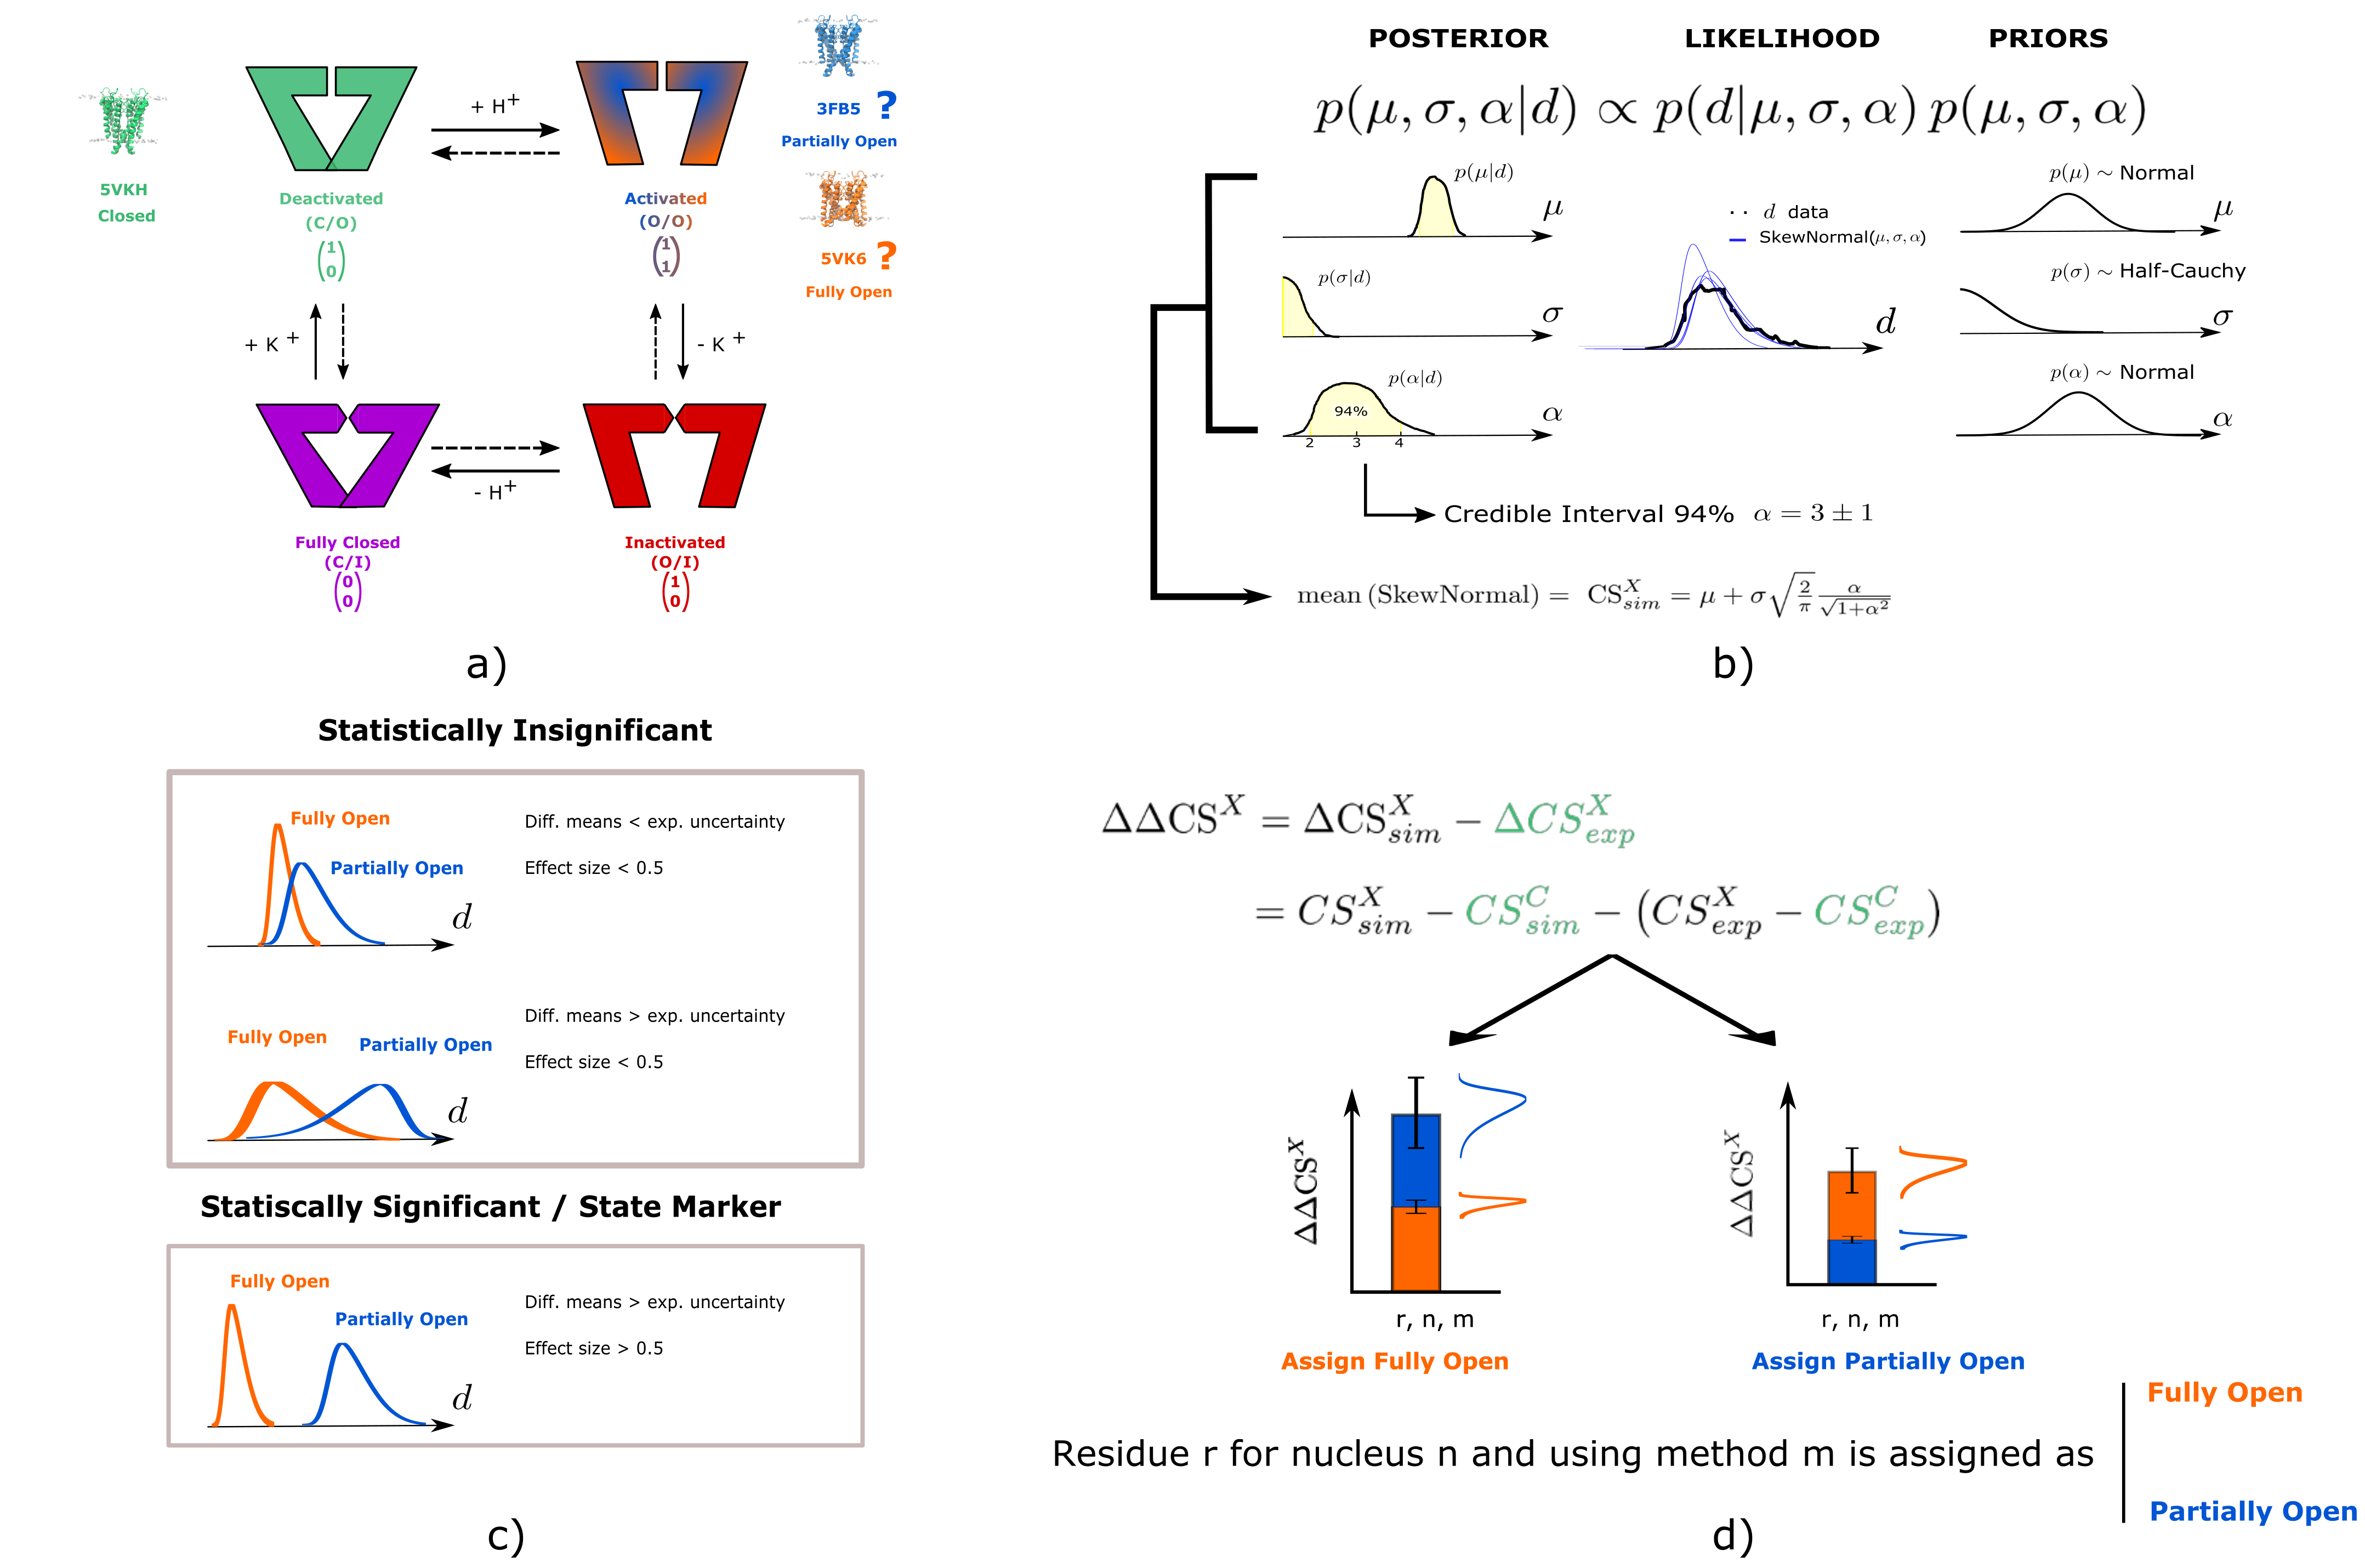 5VKH
Closed
Deactivated
(C/O)
(1
0)
+ H⁺
Activated
(O/O)
(1
1)
3FB5 ?
Partially Open
5VK6 ?
Fully Open
+ K ⁺
- K ⁺
- H⁺
Fully Closed
(C/I)
(0
0)
Inactivated
(O/I)
(1
0)
a)
POSTERIOR LIKELIHOOD PRIORS
p(μ, σ, α|d) ∝ p(d|μ, σ, α) p(μ, σ, α)
p(μ|d)
μ
p(σ|d)
σ
p(α|d)
94%
α
2 3 4
d data
SkewNormal(μ, σ, α)
d
p(μ) ∼ Normal
μ
p(σ) ∼ Half-Cauchy
σ
p(α) ∼ Normal
α
Credible Interval 94% α = 3 ± 1
mean (SkewNormal) = CS^X_sim = μ + σ√(2/π) α/√(1+α²)
b)
Statistically Insignificant
Fully Open
Partially Open
d
Diff. means < exp. uncertainty
Effect size < 0.5
Fully Open
Partially Open
d
Diff. means > exp. uncertainty
Effect size < 0.5
Statiscally Significant / State Marker
Fully Open
Partially Open
d
Diff. means > exp. uncertainty
Effect size > 0.5
c)
ΔΔCS^X = ΔCS^X_sim − ΔCS^X_exp
= CS^X_sim − CS^C_sim − (CS^X_exp − CS^C_exp)
ΔΔCS^X
r, n, m
Assign Fully Open
ΔΔCS^X
r, n, m
Assign Partially Open
Residue r for nucleus n and using method m is assigned as
Fully Open
Partially Open
d)